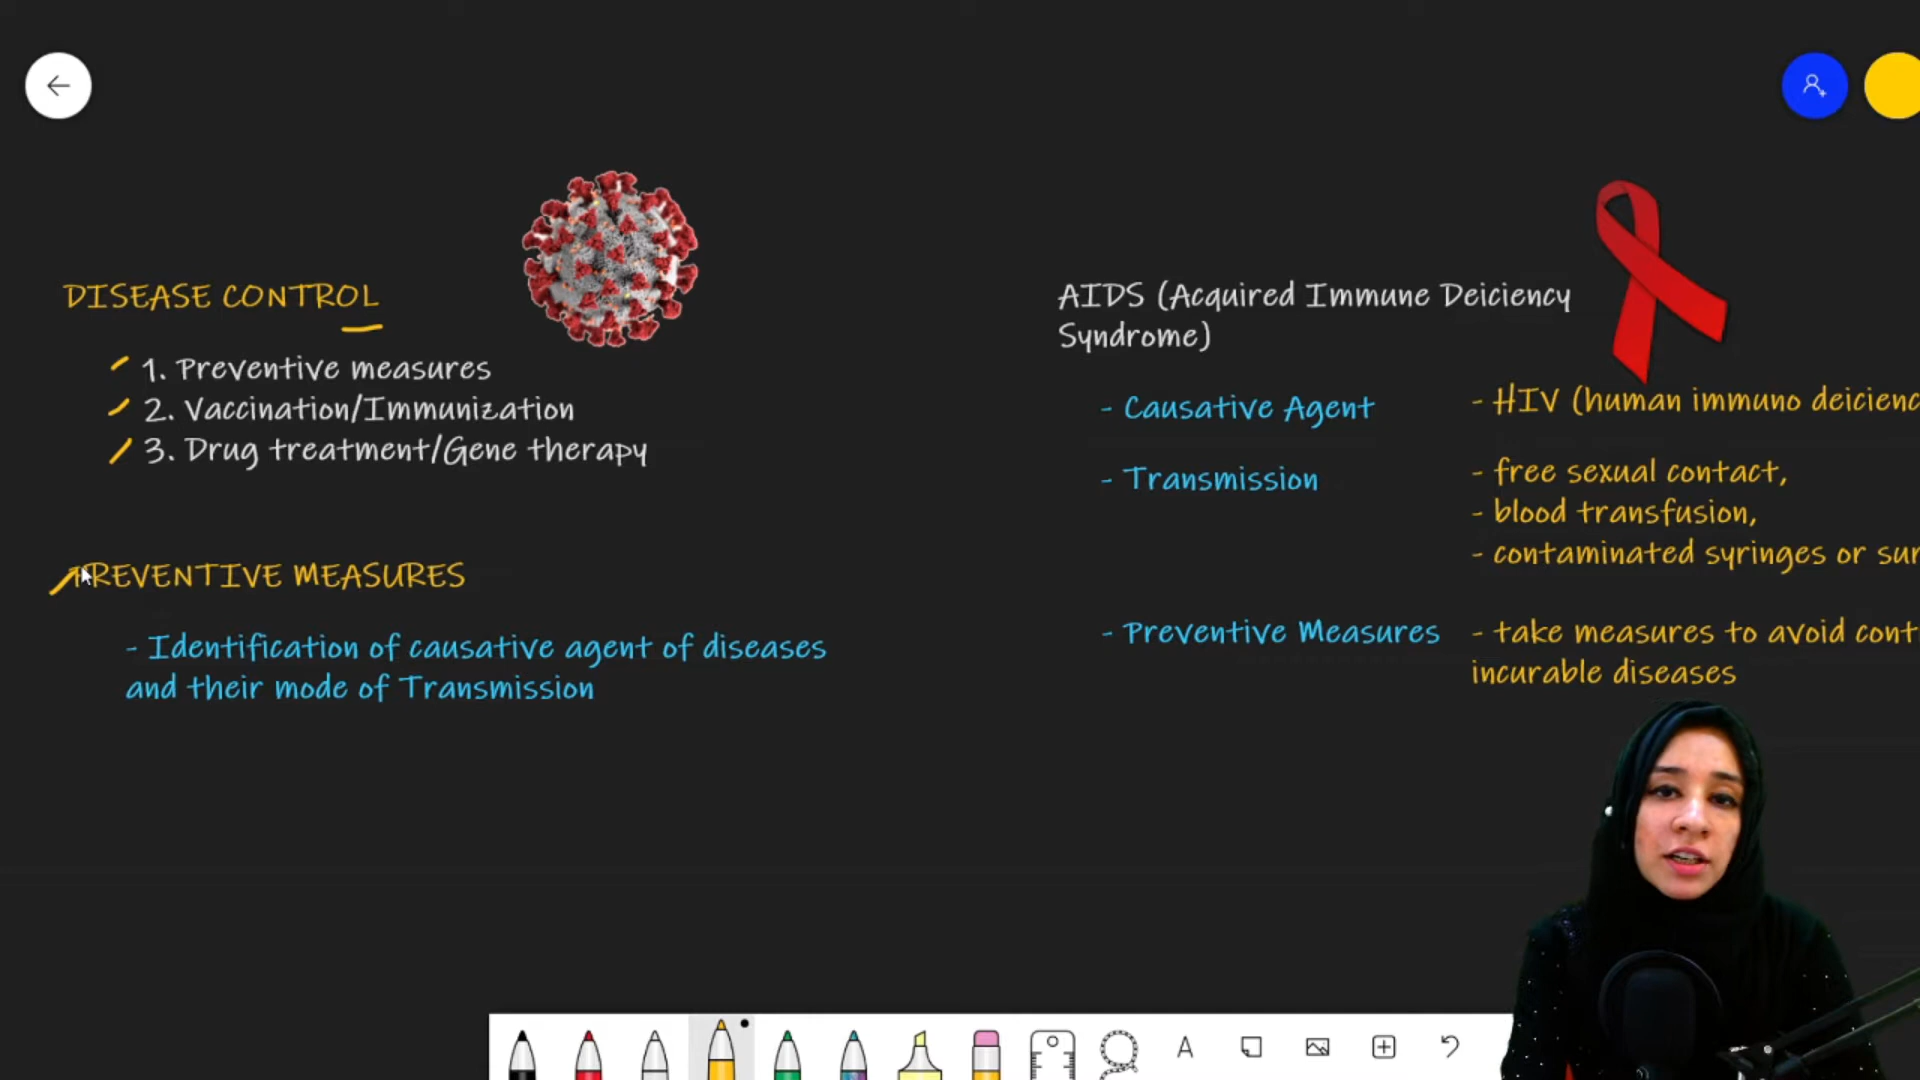 DISEASE CONTROL
1. Preventive measures
2. Vaccination/Immunization
3. Drug treatment/Gene therapy
PREVENTIVE MEASURES
- Identification of causative agent of diseases
and their mode of Transmission
AIDS (Acquired Immune Deiciency
Syndrome)
- Causative Agent
- HIV (human immuno deicienc
- Transmission
- free sexual contact,
- blood transfusion,
- contaminated syringes or sur
- Preventive Measures
- take measures to avoid cont
incurable diseases
A